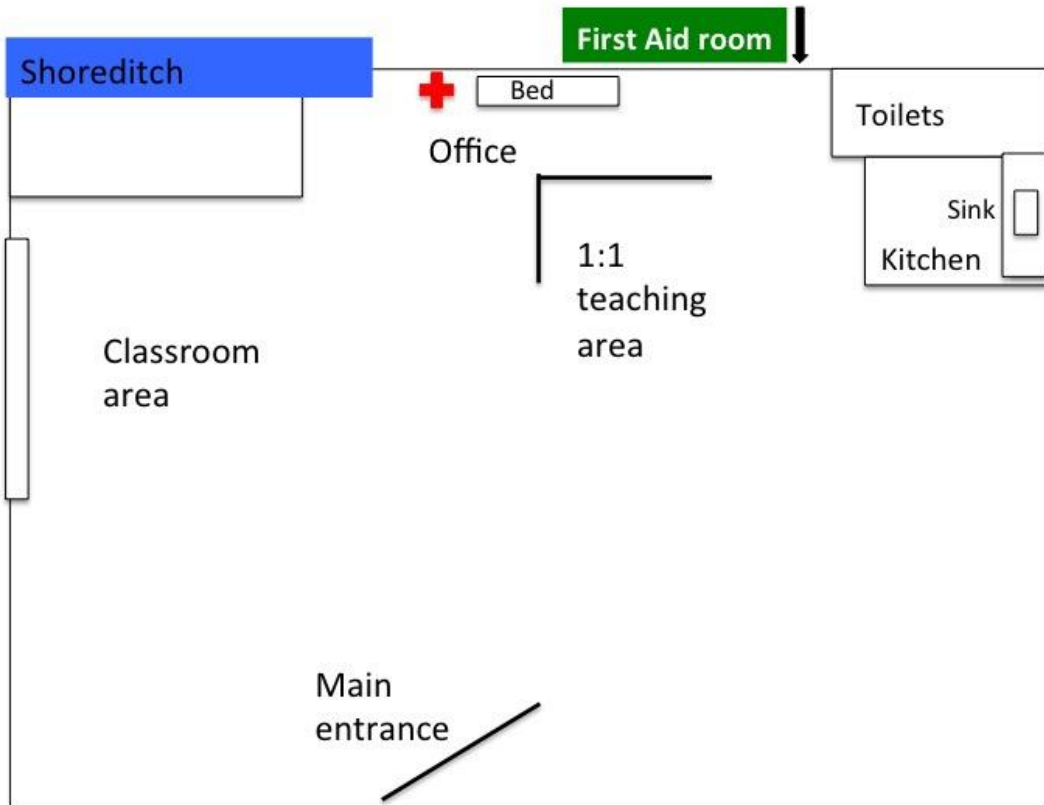 First Aid room
Shoreditch
Bed
Toilets
Office
Sink
1:1
teaching
area
Kitchen
Classroom
area
Main
entrance